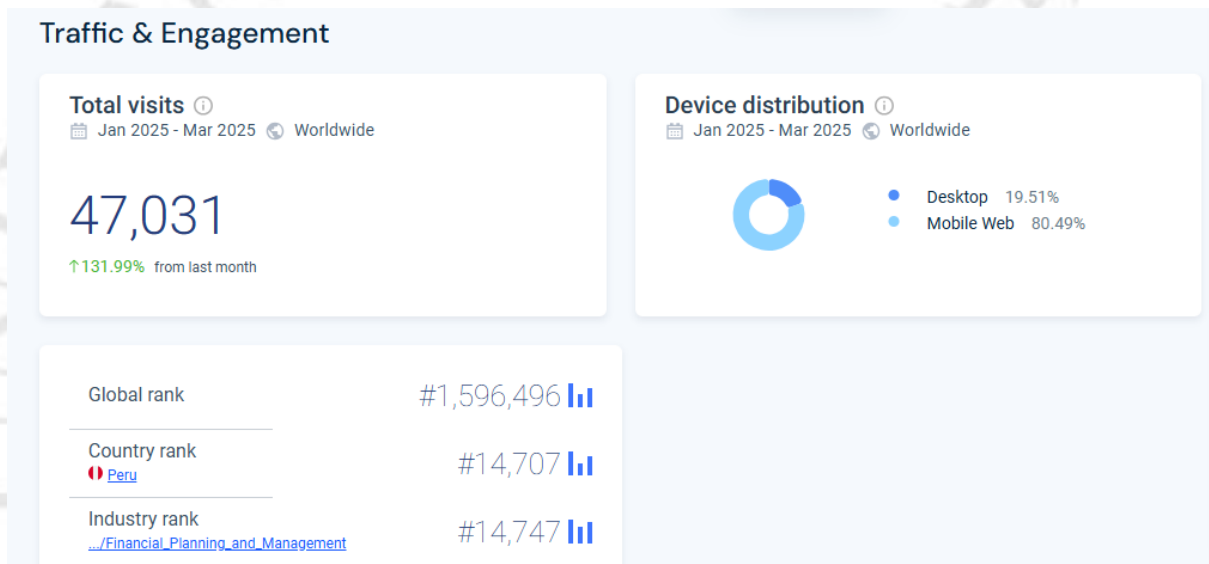 Traffic & Engagement
Total visits
Jan 2025 - Mar 2025 Worldwide
47,031
↑131.99% from last month
Device distribution
Jan 2025 - Mar 2025 Worldwide
Desktop 19.51%
Mobile Web 80.49%
Global rank #1,596,496
Country rank
Peru
#14,707
Industry rank
.../Financial_Planning_and_Management
#14,747